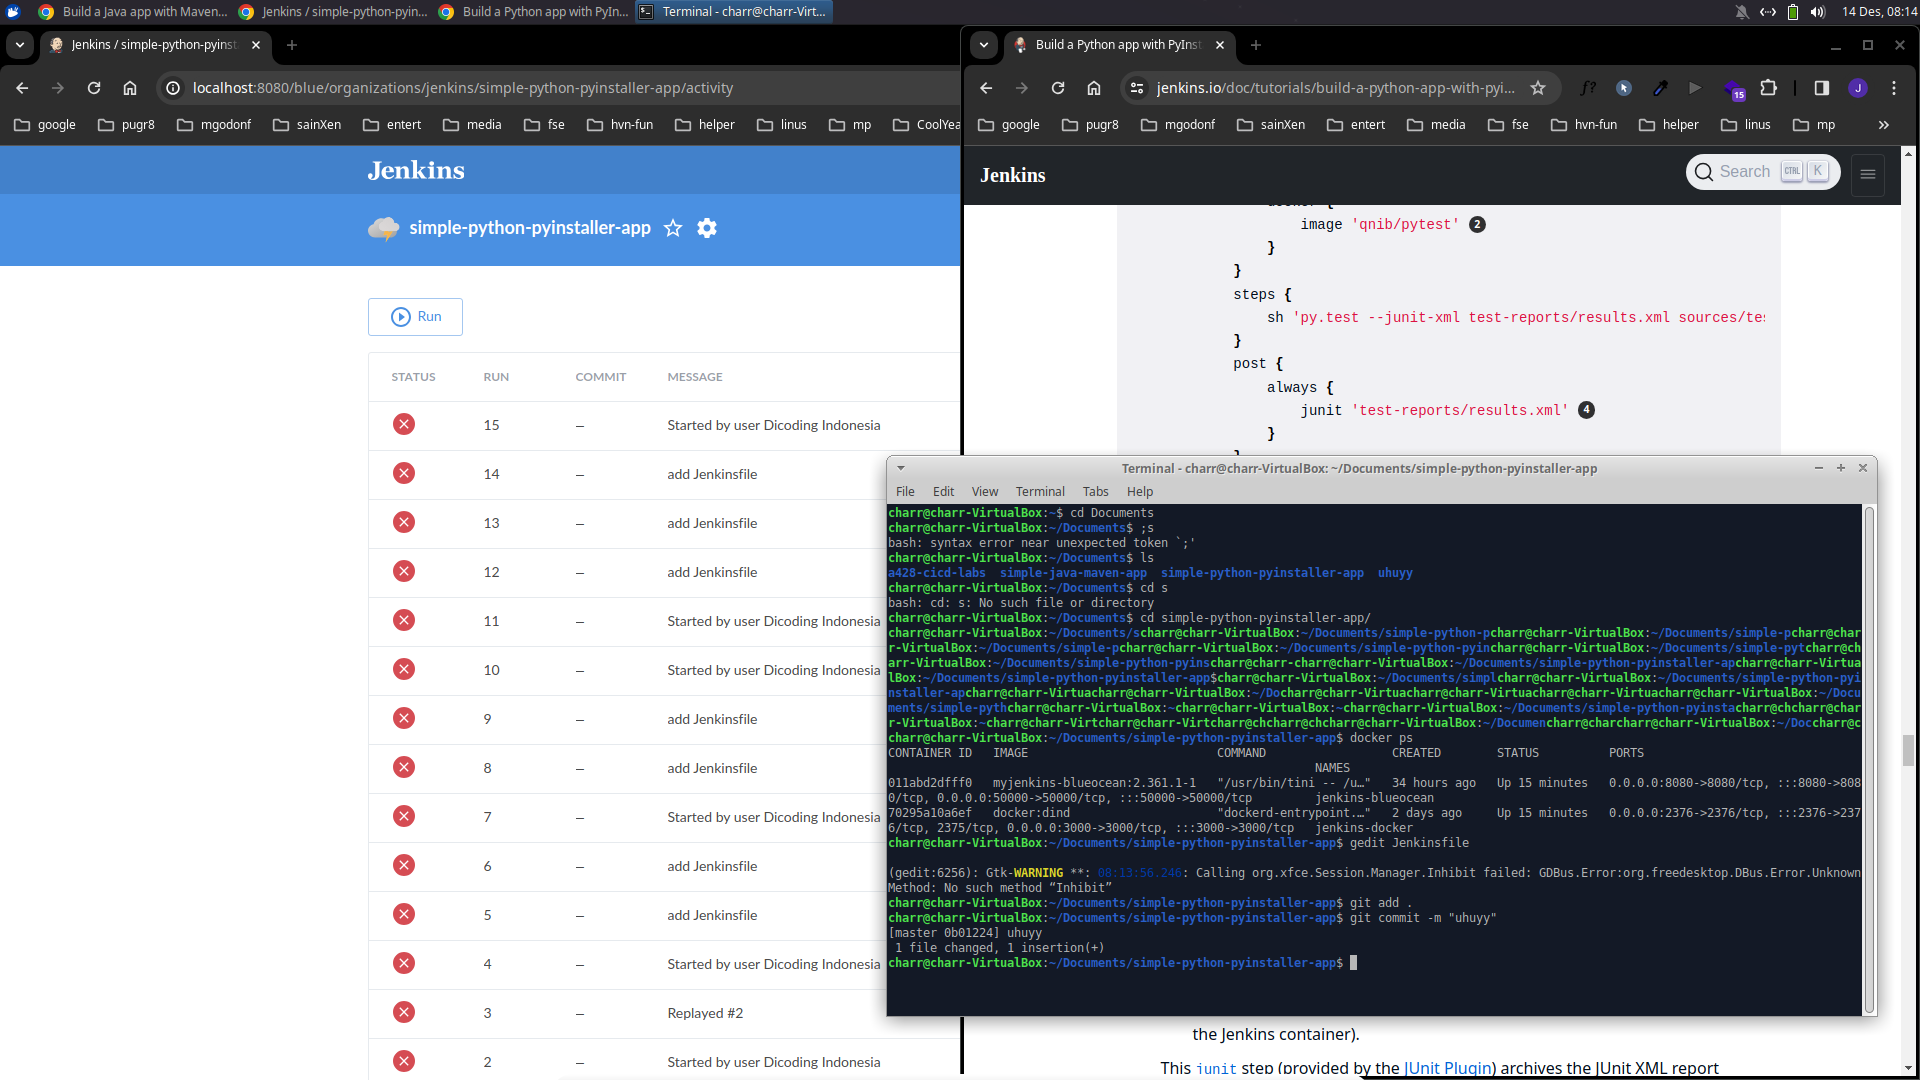 Build a Java app with Maven...
Jenkins / simple-python-pyin...
Build a Python app with PyIn...
Terminal - charr@charr-Virt...
14 Des, 08:14
Jenkins / simple-python-pyinst
localhost:8080/blue/organizations/jenkins/simple-python-pyinstaller-app/activity
google pugr8 mgodonf sainXen entert media fse hvn-fun helper linus mp CoolYea
Jenkins
simple-python-pyinstaller-app
Run
STATUS RUN COMMIT MESSAGE
15 – Started by user Dicoding Indonesia
14 – add Jenkinsfile
13 – add Jenkinsfile
12 – add Jenkinsfile
11 – Started by user Dicoding Indonesia
10 – Started by user Dicoding Indonesia
9 – add Jenkinsfile
8 – add Jenkinsfile
7 – Started by user Dicoding Indonesia
6 – add Jenkinsfile
5 – add Jenkinsfile
4 – Started by user Dicoding Indonesia
3 – Replayed #2
2 – Started by user Dicoding Indonesia
Build a Python app with PyInst
jenkins.io/doc/tutorials/build-a-python-app-with-pyi...
15
J
google pugr8 mgodonf sainXen entert media fse hvn-fun helper linus mp »
Jenkins
Search CTRL K
image 'qnib/pytest' 2
}
}
steps {
sh 'py.test --junit-xml test-reports/results.xml sources/tes
}
post {
always {
junit 'test-reports/results.xml' 4
}
Terminal - charr@charr-VirtualBox: ~/Documents/simple-python-pyinstaller-app
File Edit View Terminal Tabs Help
charr@charr-VirtualBox:~$ cd Documents
charr@charr-VirtualBox:~/Documents$ ;s
bash: syntax error near unexpected token `;'
charr@charr-VirtualBox:~/Documents$ ls
a428-cicd-labs simple-java-maven-app simple-python-pyinstaller-app uhuyy
charr@charr-VirtualBox:~/Documents$ cd s
bash: cd: s: No such file or directory
charr@charr-VirtualBox:~/Documents$ cd simple-python-pyinstaller-app/
charr@charr-VirtualBox:~/Documents/scharr@charr-VirtualBox:~/Documents/simple-python-pcharr@charr-VirtualBox:~/Documents/simple-pcharr@char
r-VirtualBox:~/Documents/simple-pcharr@charr-VirtualBox:~/Documents/simple-python-pyincharr@charr-VirtualBox:~/Documents/simple-pytcharr@ch
arr-VirtualBox:~/Documents/simple-python-pyinscharr@charr-charr@charr-VirtualBox:~/Documents/simple-python-pyinstaller-apcharr@charr-Virtua
lBox:~/Documents/simple-python-pyinstaller-app$charr@charr-VirtualBox:~/Documents/simplcharr@charr-VirtualBox:~/Documents/simple-python-pyi
nstaller-apcharr@charr-Virtuacharr@charr-VirtualBox:~/Docharr@charr-Virtuacharr@charr-Virtuacharr@charr-Virtuacharr@charr-VirtualBox:~/Docu
ments/simple-pythcharr@charr-VirtualBox:~charr@charr-VirtualBox:~charr@charr-VirtualBox:~/Documents/simple-python-pyinstacharr@chcharr@char
r-VirtualBox:~charr@charr-Virtcharr@charr-Virtcharr@chcharr@chcharr@charr-VirtualBox:~/Documencharr@charcharr@charr-VirtualBox:~/Doccharr@c
charr@charr-VirtualBox:~/Documents/simple-python-pyinstaller-app$ docker ps
CONTAINER ID IMAGE COMMAND CREATED STATUS PORTS
NAMES
011abd2dfff0 myjenkins-blueocean:2.361.1-1 "/usr/bin/tini -- /u…" 34 hours ago Up 15 minutes 0.0.0.0:8080->8080/tcp, :::8080->808
0/tcp, 0.0.0.0:50000->50000/tcp, :::50000->50000/tcp jenkins-blueocean
70295a10a6ef docker:dind "dockerd-entrypoint.…" 2 days ago Up 15 minutes 0.0.0.0:2376->2376/tcp, :::2376->237
6/tcp, 2375/tcp, 0.0.0.0:3000->3000/tcp, :::3000->3000/tcp jenkins-docker
charr@charr-VirtualBox:~/Documents/simple-python-pyinstaller-app$ gedit Jenkinsfile
(gedit:6256): Gtk-WARNING **: 08:13:56.246: Calling org.xfce.Session.Manager.Inhibit failed: GDBus.Error:org.freedesktop.DBus.Error.Unknown
Method: No such method “Inhibit”
charr@charr-VirtualBox:~/Documents/simple-python-pyinstaller-app$ git add .
charr@charr-VirtualBox:~/Documents/simple-python-pyinstaller-app$ git commit -m "uhuyy"
[master 0b01224] uhuyy
1 file changed, 1 insertion(+)
charr@charr-VirtualBox:~/Documents/simple-python-pyinstaller-app$
the Jenkins container).
This junit step (provided by the JUnit Plugin) archives the JUnit XML report